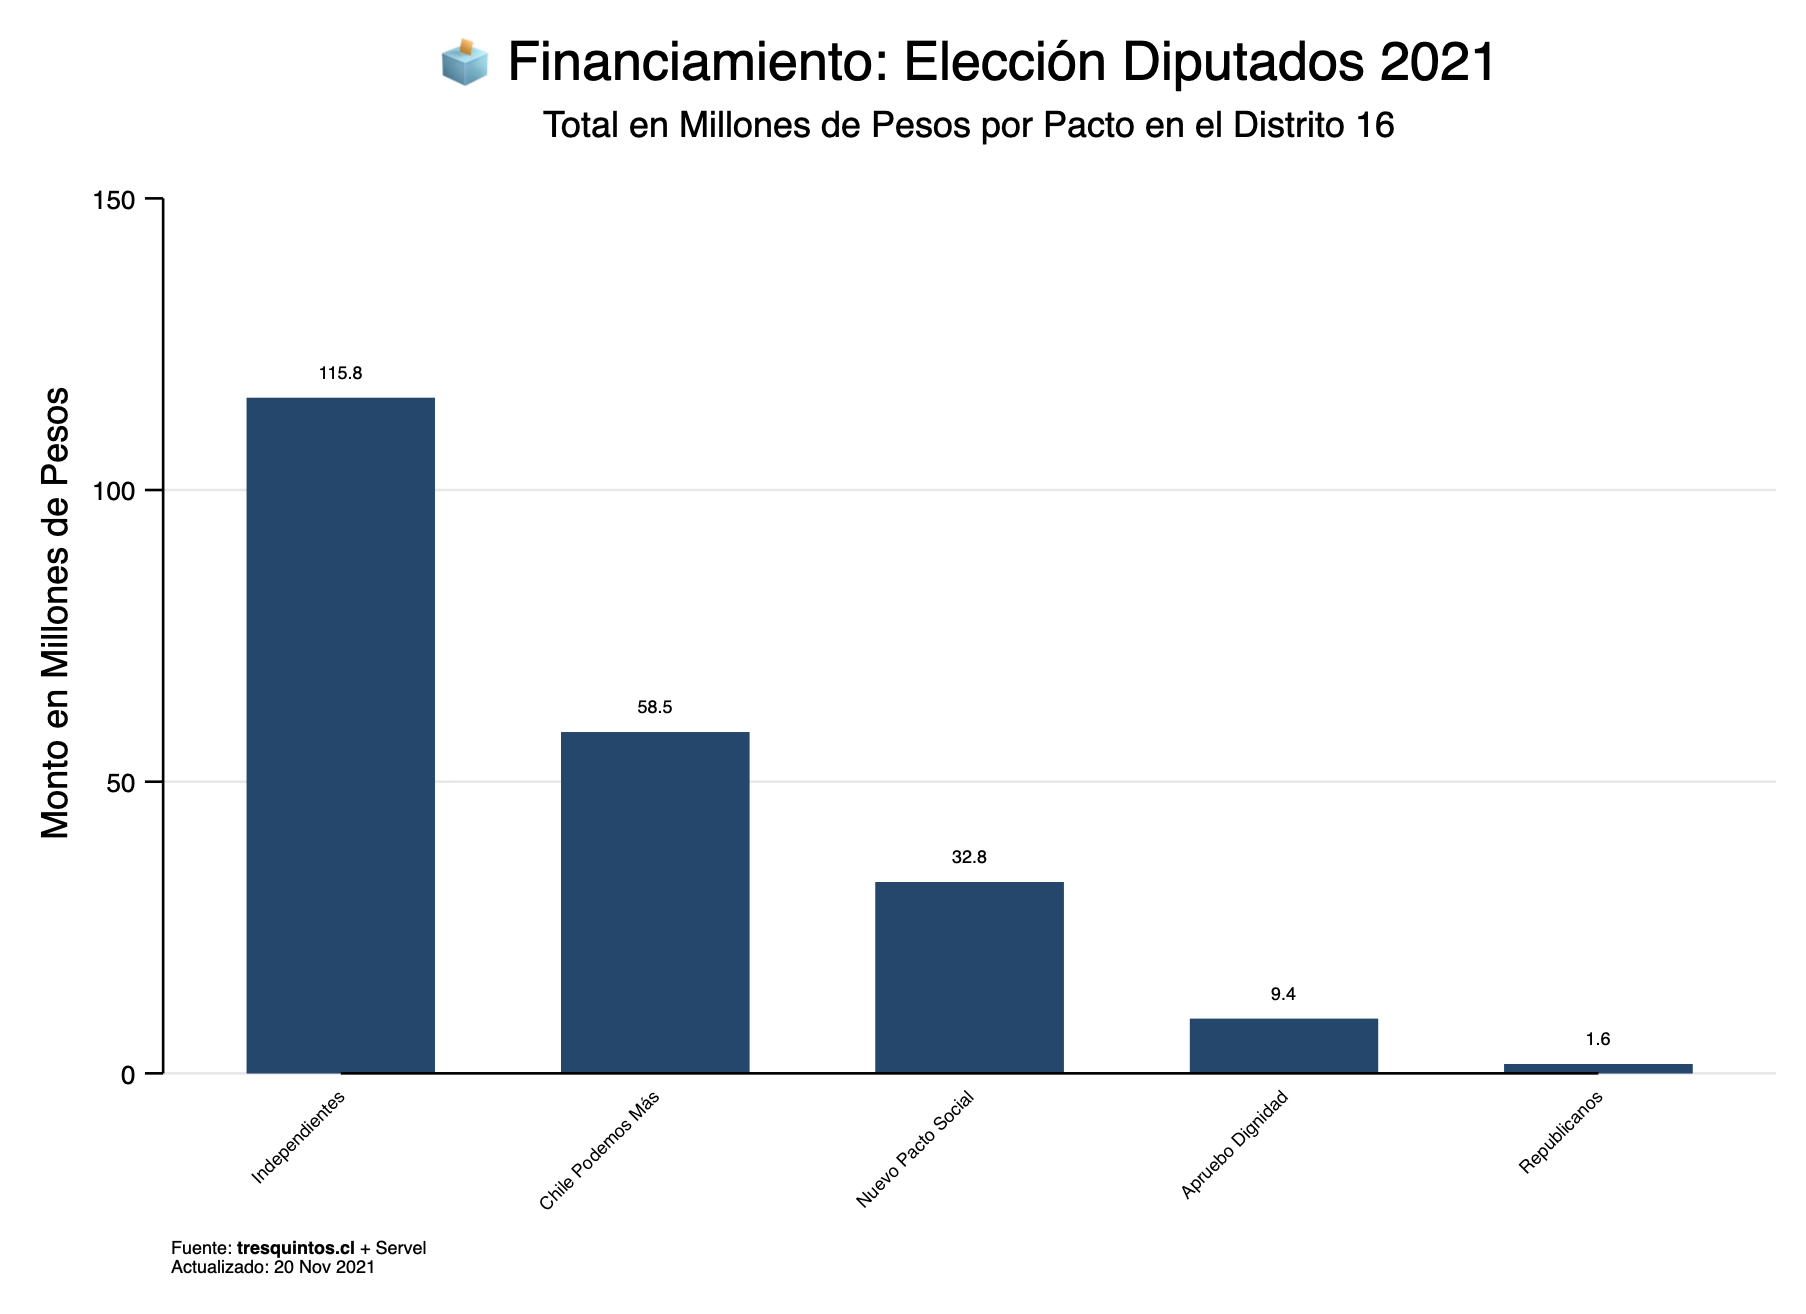 Financiamiento: Elección Diputados 2021
Total en Millones de Pesos por Pacto en el Distrito 16
Monto en Millones de Pesos
150
100
50
0
115.8
58.5
32.8
9.4
1.6
Independientes
Chile Podemos Más
Nuevo Pacto Social
Apruebo Dignidad
Republicanos
Fuente: tresquintos.cl + Servel
Actualizado: 20 Nov 2021